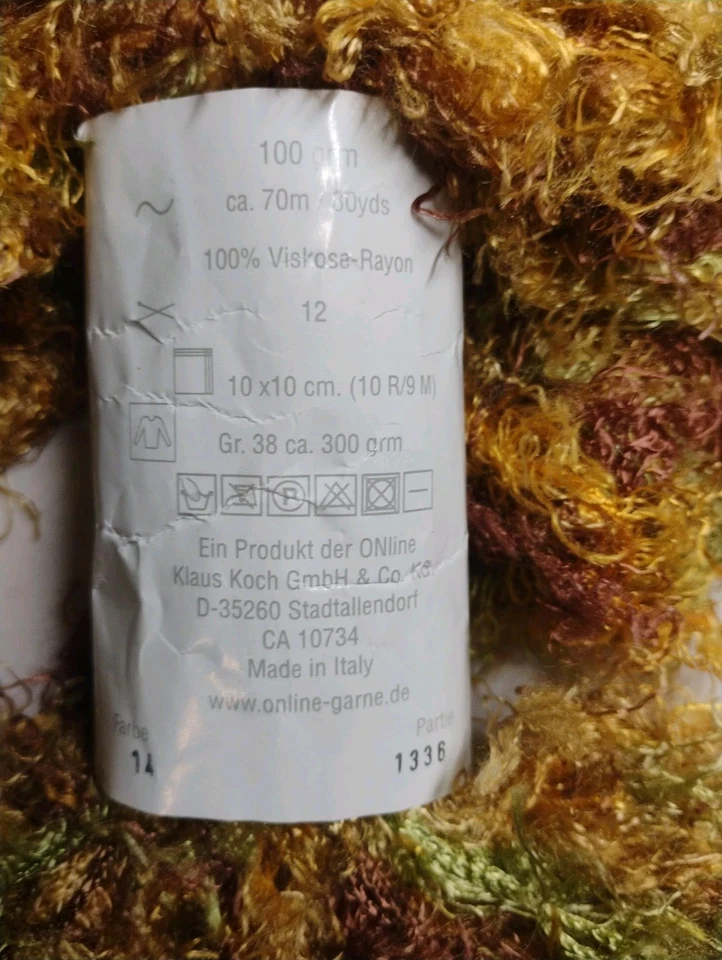 100 grm
ca. 70m / 80yds
100% Viskose-Rayon
12
10 x10 cm. (10 R/9 M)
Gr. 38 ca. 300 grm
P
Ein Produkt der ONline
Klaus Koch GmbH & Co. KG
D-35260 Stadtallendorf
CA 10734
Made in Italy
www.online-garne.de
Farbe Partie
14 1336